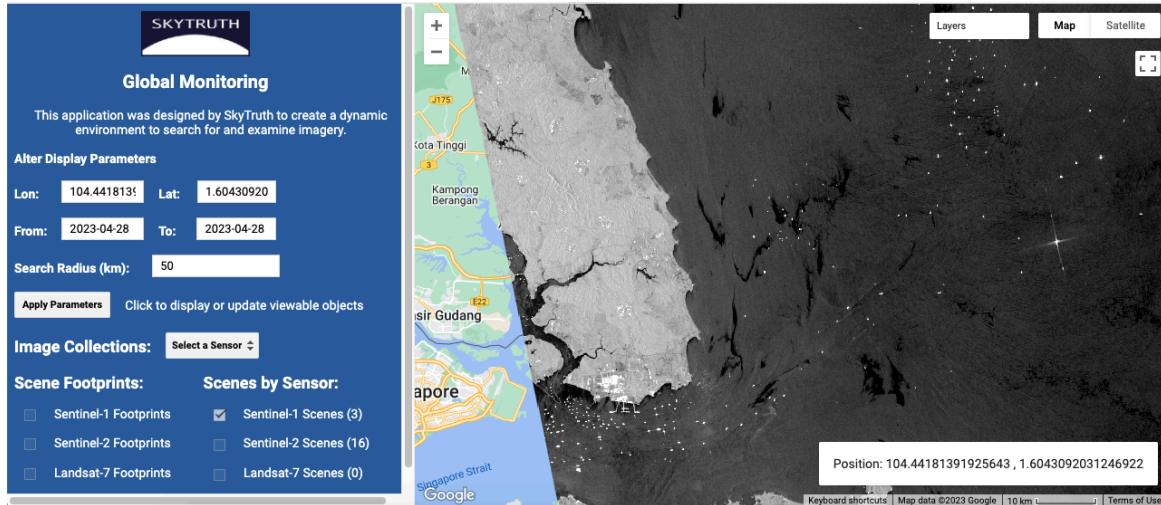 SKYTRUTH
Global Monitoring
This application was designed by SkyTruth to create a dynamic
environment to search for and examine imagery.
Alter Display Parameters
Lon: 104.4418139 Lat: 1.60430920
From: 2023-04-28 To: 2023-04-28
Search Radius (km): 50
Apply Parameters Click to display or update viewable objects
Image Collections: Select a Sensor
Scene Footprints: Scenes by Sensor:
Sentinel-1 Footprints Sentinel-1 Scenes (3)
Sentinel-2 Footprints Sentinel-2 Scenes (16)
Landsat-7 Footprints Landsat-7 Scenes (0)
+
−
Layers
Map Satellite
M
J175
Kota Tinggi
3
Kampong
Berangan
E22
sir Gudang
apore
Singapore Strait
Position: 104.44181391925643 , 1.6043092031246922
Google
Keyboard shortcuts Map data ©2023 Google 10 km Terms of Use